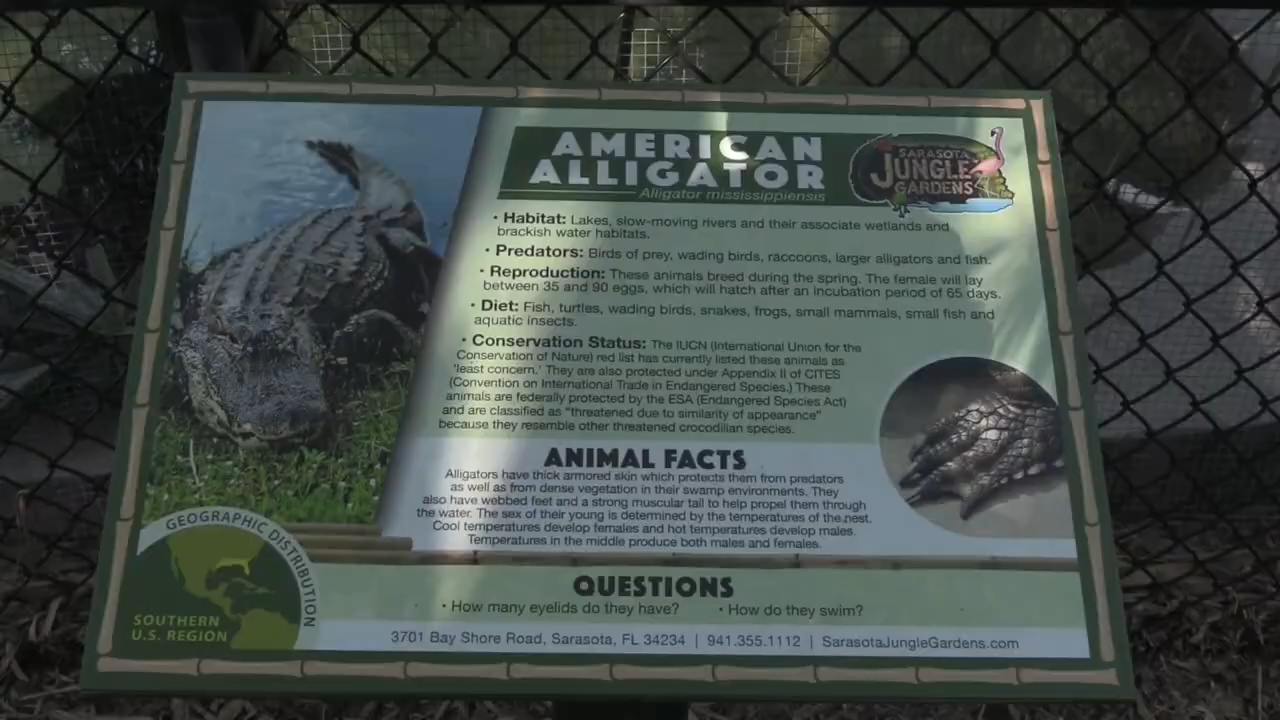 AMERICAN
ALLIGATOR
Alligator mississippiensis
SARASOTA
JUNGLE
GARDENS
• Habitat: Lakes, slow-moving rivers and their associate wetlands and
brackish water habitats.
• Predators: Birds of prey, wading birds, raccoons, larger alligators and fish.
• Reproduction: These animals breed during the spring. The female will lay
between 35 and 90 eggs, which will hatch after an incubation period of 65 days.
• Diet: Fish, turtles, wading birds, snakes, frogs, small mammals, small fish and
aquatic insects.
• Conservation Status: The IUCN (International Union for the
Conservation of Nature) red list has currently listed these animals as
'least concern.' They are also protected under Appendix II of CITES
(Convention on International Trade in Endangered Species.) These
animals are federally protected by the ESA (Endangered Species Act)
and are classified as "threatened due to similarity of appearance"
because they resemble other threatened crocodilian species.
ANIMAL FACTS
Alligators have thick armored skin which protects them from predators
as well as from dense vegetation in their swamp environments. They
also have webbed feet and a strong muscular tail to help propel them through
the water. The sex of their young is determined by the temperatures of the nest.
Cool temperatures develop females and hot temperatures develop males.
Temperatures in the middle produce both males and females.
GEOGRAPHIC DISTRIBUTION
SOUTHERN
U.S. REGION
QUESTIONS
• How many eyelids do they have? • How do they swim?
3701 Bay Shore Road, Sarasota, FL 34234 | 941.355.1112 | SarasotaJungleGardens.com